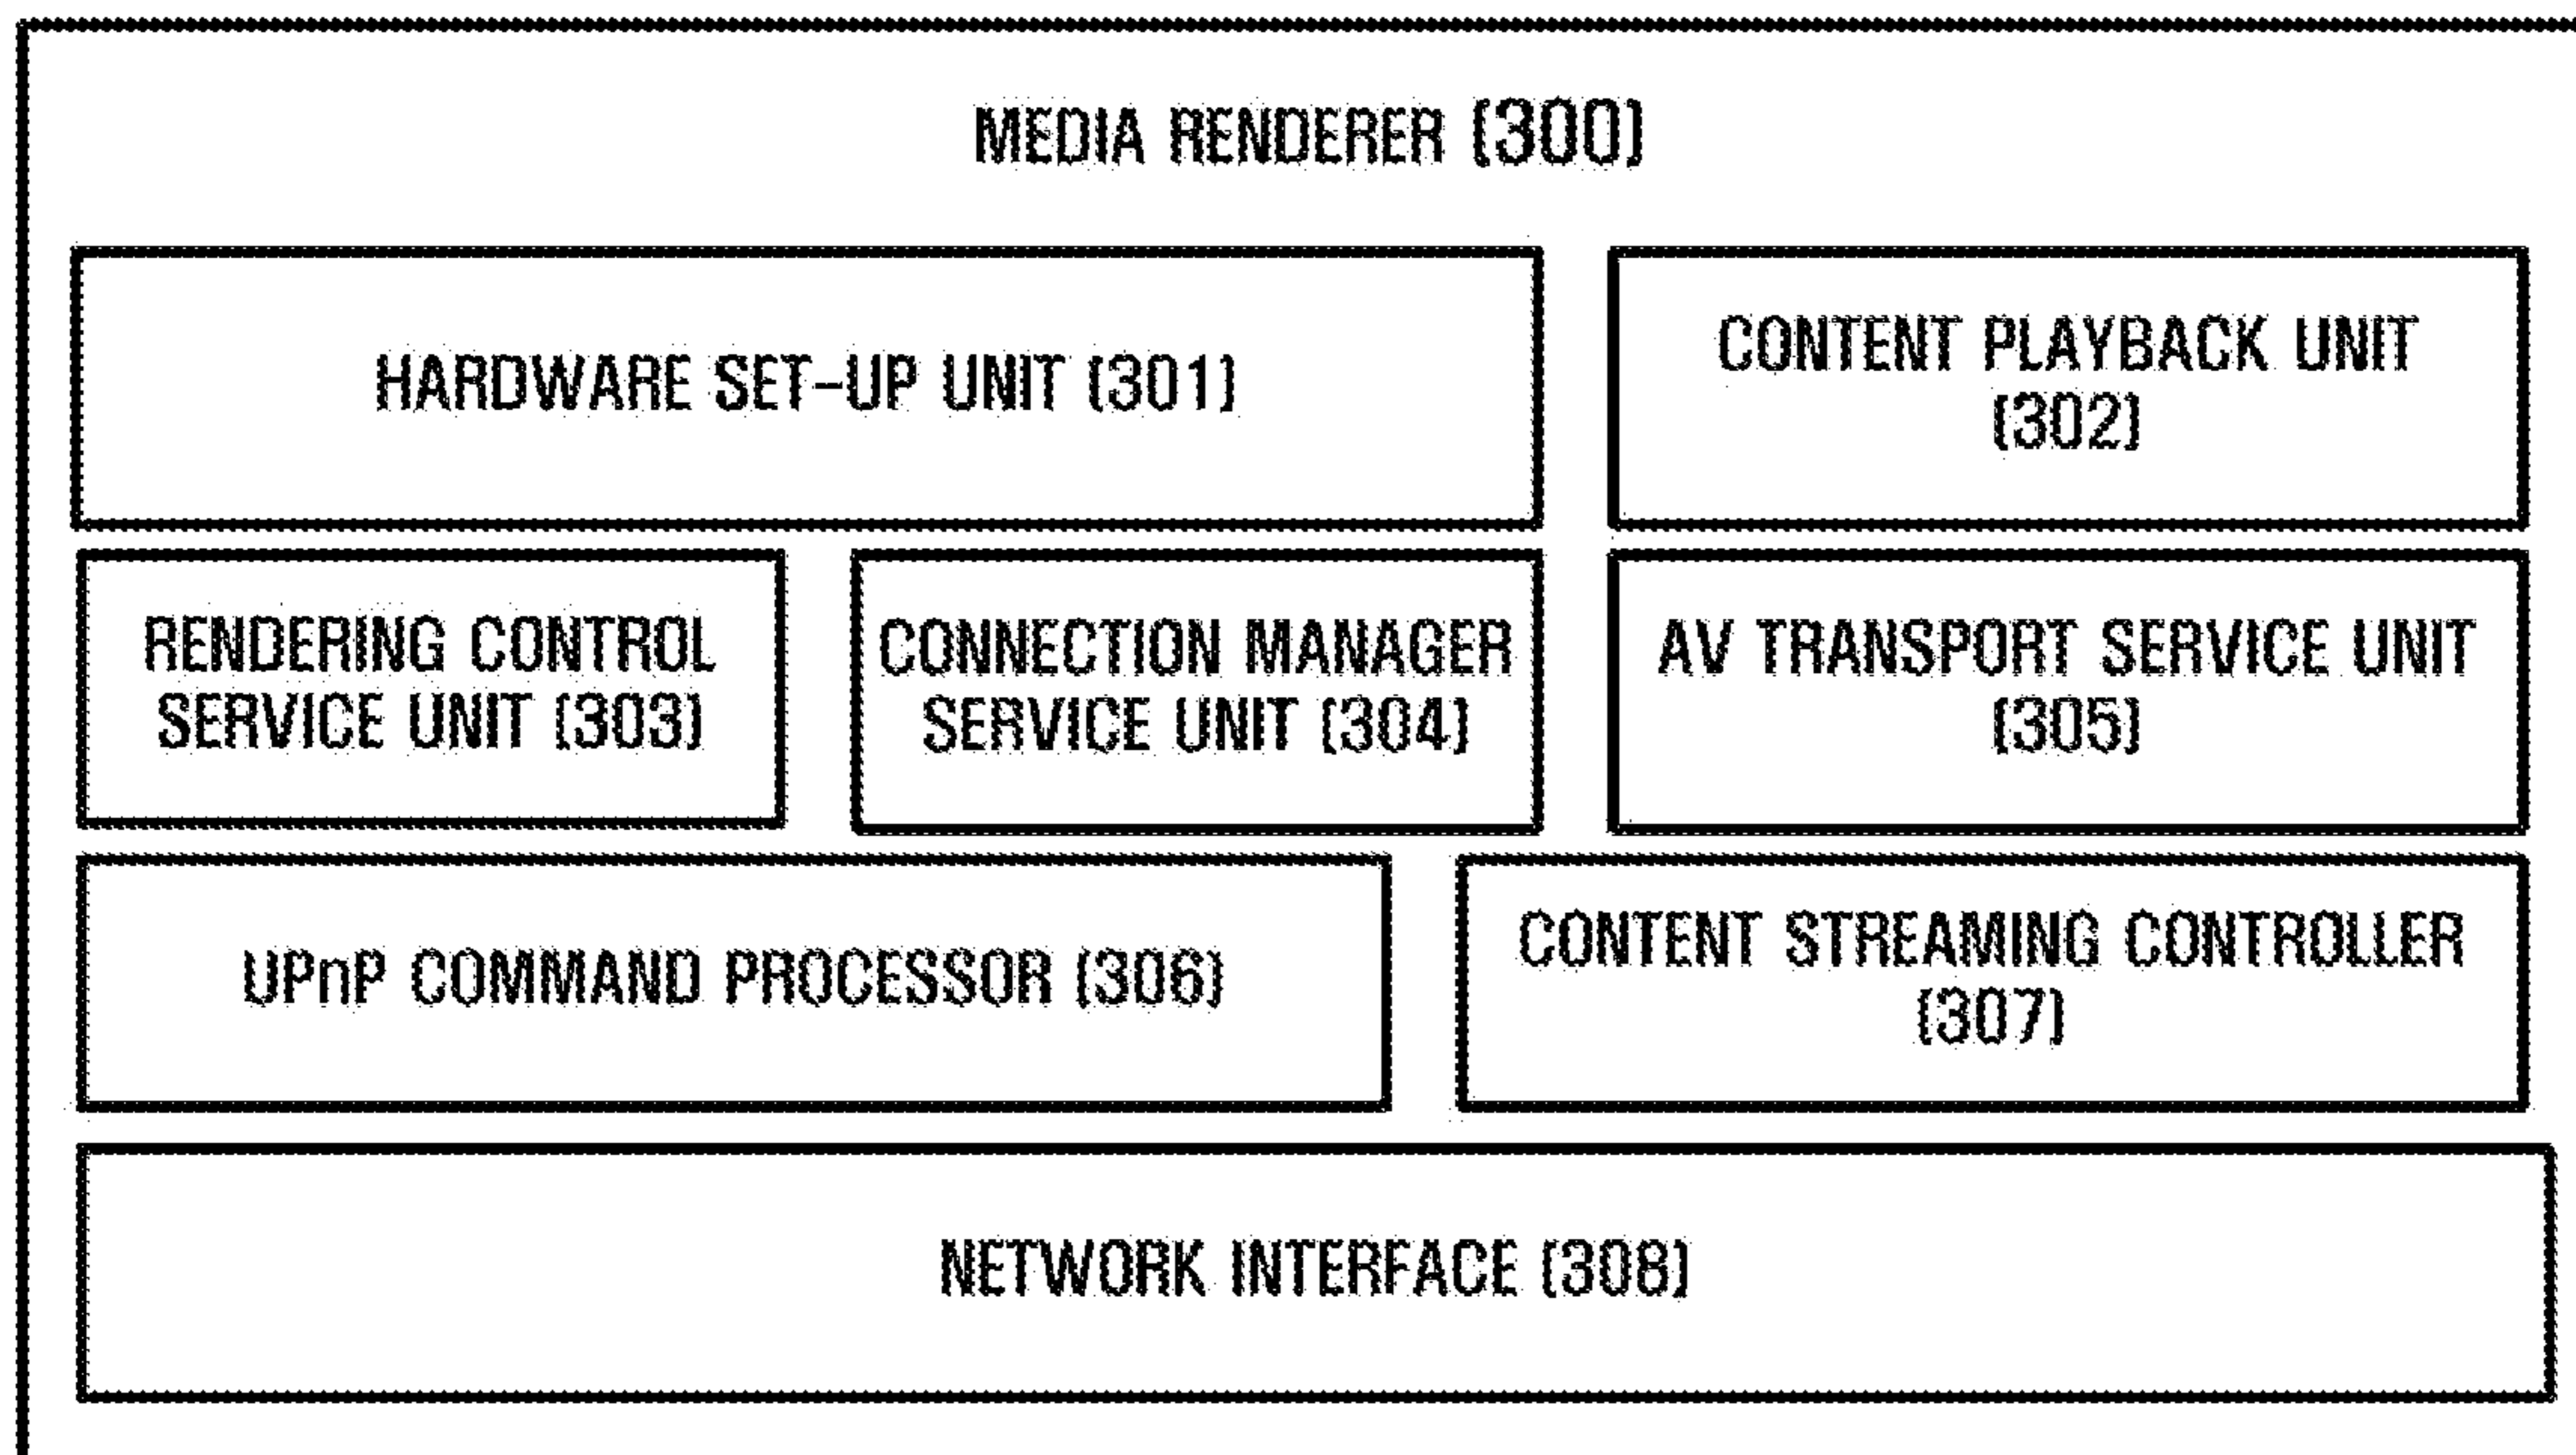 MEDIA RENDERER (300)
HARDWARE SET-UP UNIT (301)
CONTENT PLAYBACK UNIT
(302)
RENDERING CONTROL
SERVICE UNIT (303)
CONNECTION MANAGER
SERVICE UNIT (304)
AV TRANSPORT SERVICE UNIT
(305)
UPnP COMMAND PROCESSOR (306)
CONTENT STREAMING CONTROLLER
(307)
NETWORK INTERFACE (308)